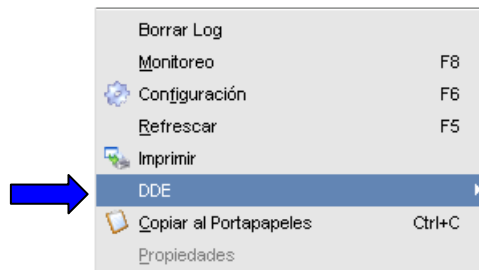 Borrar Log
Monitoreo F8
Configuración F6
Refrescar F5
Imprimir
DDE
Copiar al Portapapeles Ctrl+C
Propiedades